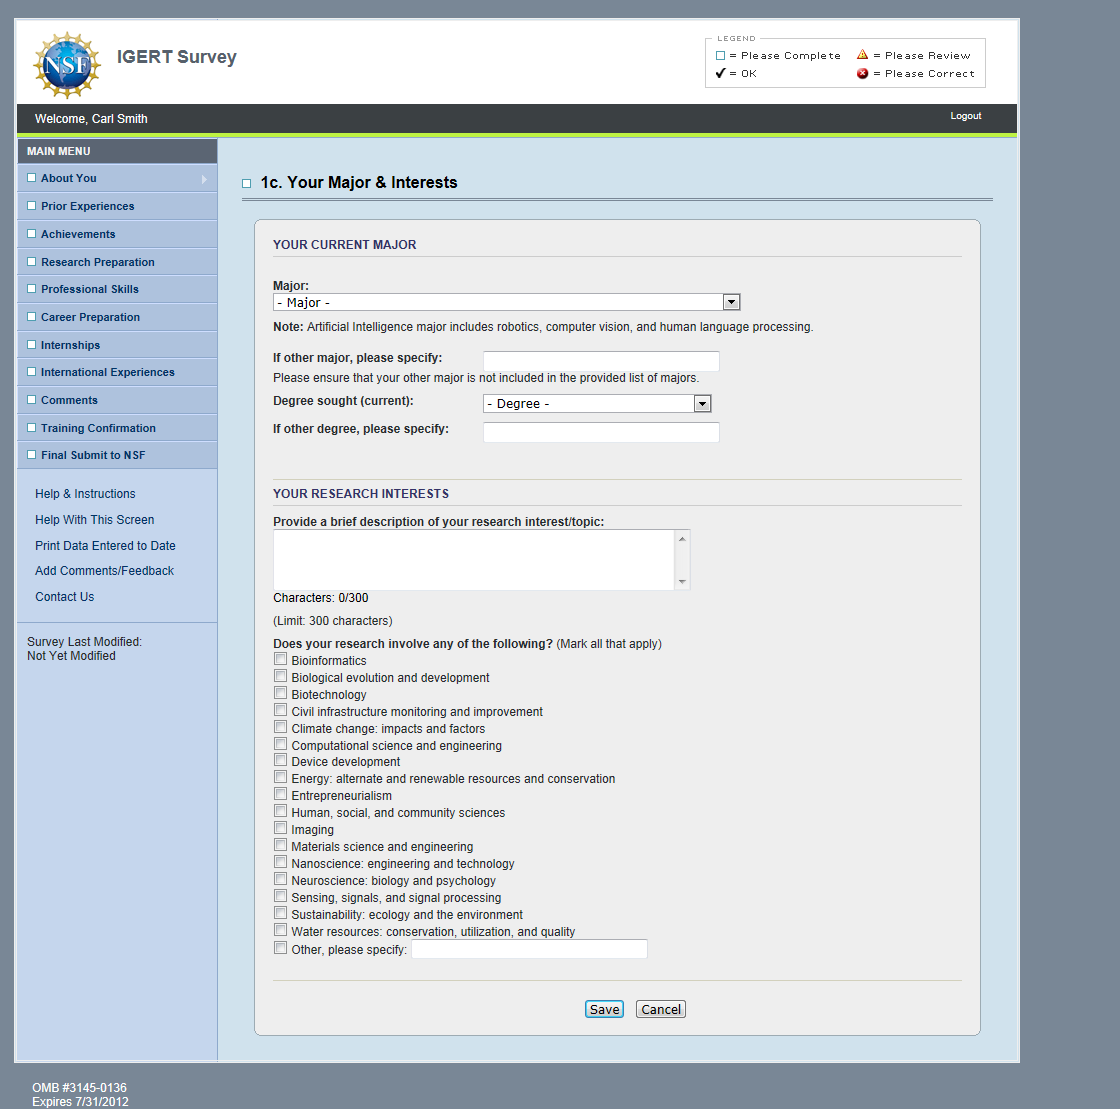 NSF
IGERT Survey
LEGEND
= Please Complete
= Please Review
= OK
= Please Correct
Welcome, Carl Smith
Logout
MAIN MENU
About You
Prior Experiences
Achievements
Research Preparation
Professional Skills
Career Preparation
Internships
International Experiences
Comments
Training Confirmation
Final Submit to NSF
Help & Instructions
Help With This Screen
Print Data Entered to Date
Add Comments/Feedback
Contact Us
Survey Last Modified:
Not Yet Modified
1c. Your Major & Interests
YOUR CURRENT MAJOR
Major:
- Major -
Note: Artificial Intelligence major includes robotics, computer vision, and human language processing.
If other major, please specify:
Please ensure that your other major is not included in the provided list of majors.
Degree sought (current):
- Degree -
If other degree, please specify:
YOUR RESEARCH INTERESTS
Provide a brief description of your research interest/topic:
Characters: 0/300
(Limit: 300 characters)
Does your research involve any of the following? (Mark all that apply)
Bioinformatics
Biological evolution and development
Biotechnology
Civil infrastructure monitoring and improvement
Climate change: impacts and factors
Computational science and engineering
Device development
Energy: alternate and renewable resources and conservation
Entrepreneurialism
Human, social, and community sciences
Imaging
Materials science and engineering
Nanoscience: engineering and technology
Neuroscience: biology and psychology
Sensing, signals, and signal processing
Sustainability: ecology and the environment
Water resources: conservation, utilization, and quality
Other, please specify:
Save
Cancel
OMB #3145-0136
Expires 7/31/2012